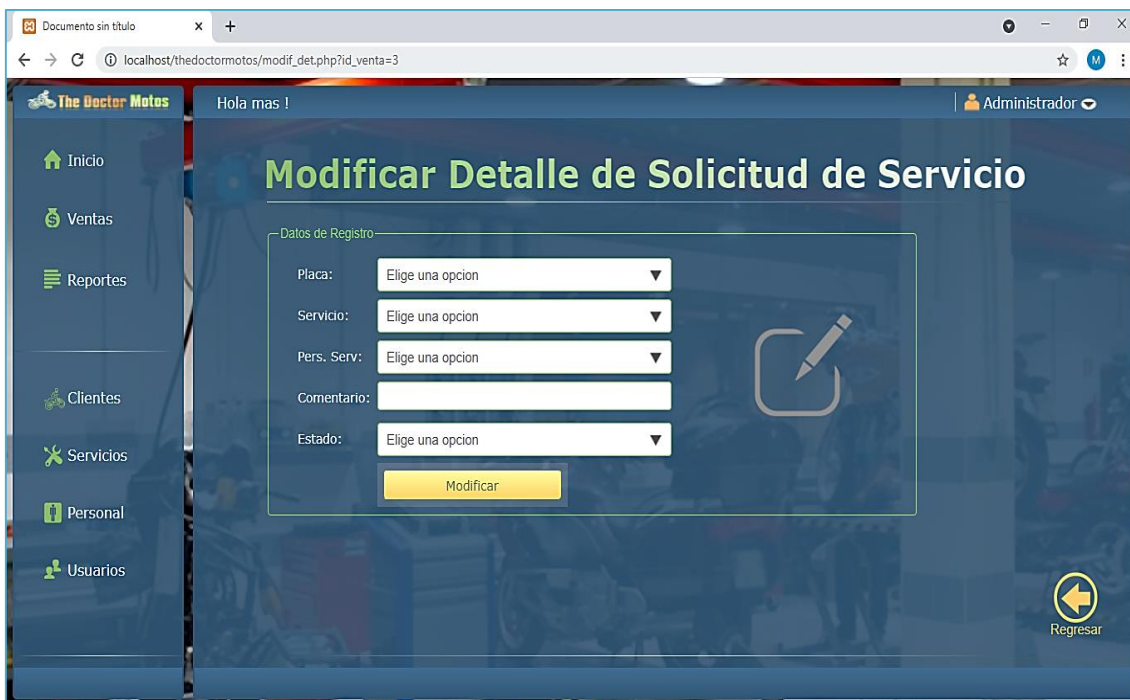 Documento sin título
localhost/thedoctormotos/modif_det.php?id_venta=3
M
The Doctor Motos
Hola mas !
Administrador
Inicio
Ventas
Reportes
Clientes
Servicios
Personal
Usuarios
Modificar Detalle de Solicitud de Servicio
Datos de Registro
Placa: Elige una opcion
Servicio: Elige una opcion
Pers. Serv: Elige una opcion
Comentario:
Estado: Elige una opcion
Modificar
Regresar